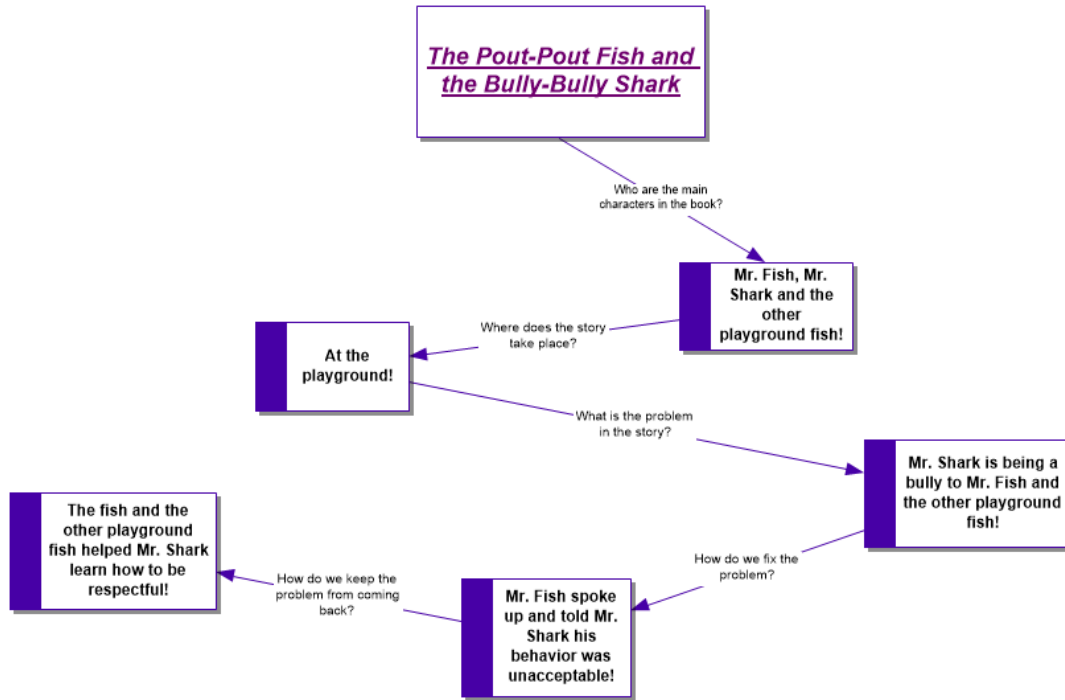 The Pout-Pout Fish and
the Bully-Bully Shark
Who are the main
characters in the book?
Mr. Fish, Mr.
Shark and the
other
playground fish!
Where does the story
take place?
At the
playground!
What is the problem
in the story?
Mr. Shark is being a
bully to Mr. Fish and
the other playground
fish!
How do we fix the
problem?
Mr. Fish spoke
up and told Mr.
Shark his
behavior was
unacceptable!
How do we keep the
problem from coming
back?
The fish and the
other playground
fish helped Mr. Shark
learn how to be
respectful!